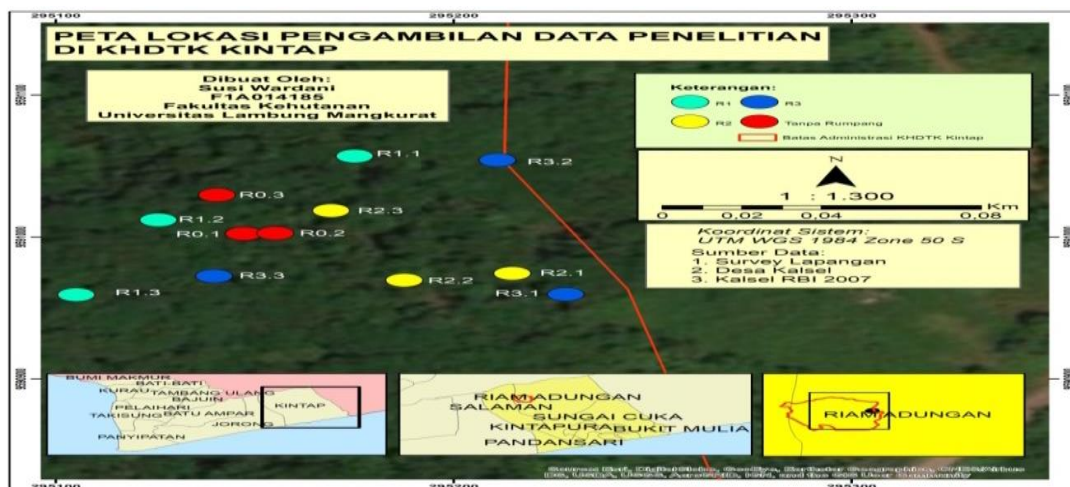 295100 295200 295300
PETA LOKASI PENGAMBILAN DATA PENELITIAN
DI KHDTK KINTAP
Dibuat Oleh:
Susi Wardani
F1A014185
Fakultas Kehutanan
Universitas Lambung Mangkurat
Keterangan:
R1 R3
R2 Tanpa Rumpang
Batas Administrasi KHDTK Kintap
N
1 : 1.300
Km
0 0,02 0,04 0,08
Koordinat Sistem:
UTM WGS 1984 Zone 50 S
Sumber Data:
1. Survey Lapangan
2. Desa Kalsel
3. Kalsel RBI 2007
R1.1
R3.2
R0.3
R2.3
R1.2
R0.1
R0.2
R3.3
R2.2
R2.1
R1.3
R3.1
BUMI MAKMUR
BATI-BATI
KURAU
TAMBANG ULANG
BAJUIN
PELAIHARI
KINTAP
TAKISUNG
BATU AMPAR
JORONG
PANYIPATAN
RIAM ADUNGAN
SALAMAN
SUNGAI CUKA
KINTAPURA
BUKIT MULIA
PANDANSARI
RIAM ADUNGAN
295100 295200 295300